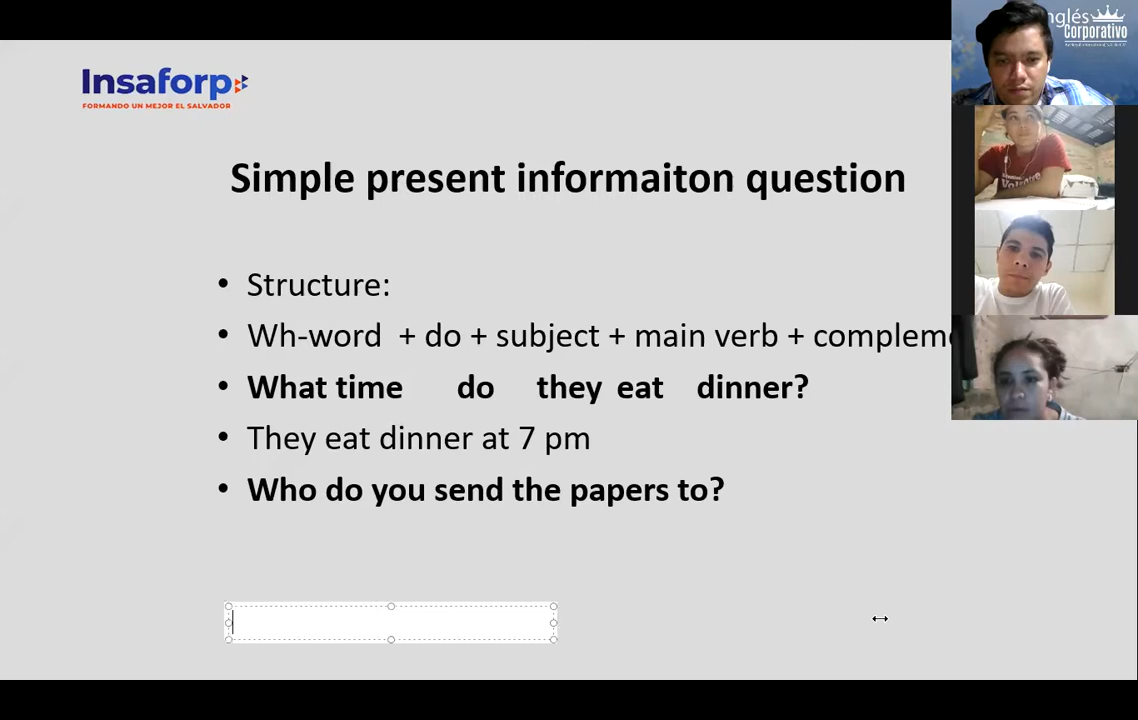 Insaforp
FORMANDO UN MEJOR EL SALVADOR
Inglés
Corporativo
Simple present informaiton question
• Structure:
• Wh-word + do + subject + main verb + compleme
• What time do they eat dinner?
• They eat dinner at 7 pm
• Who do you send the papers to?